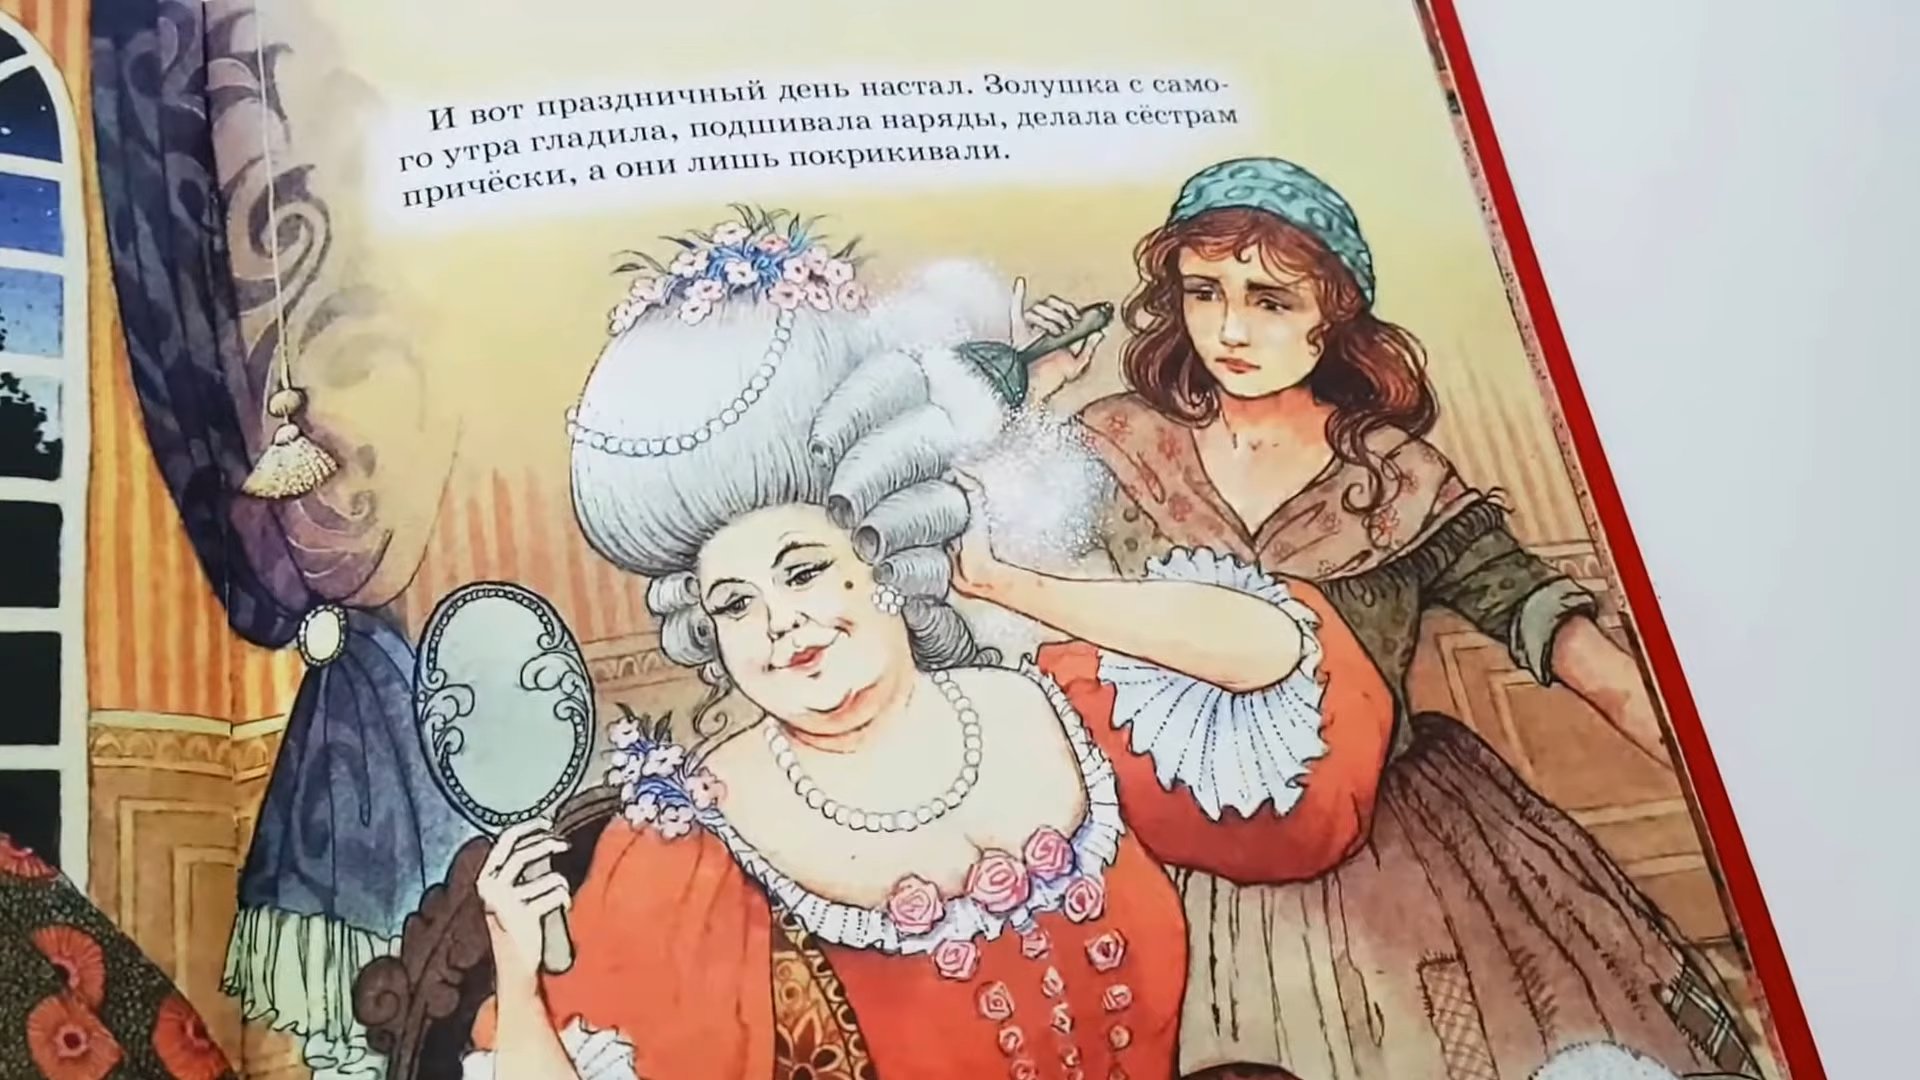 И вот праздничный день настал. Золушка с само-
го утра гладила, подшивала наряды, делала сёстрам
причёски, а они лишь покрикивали.